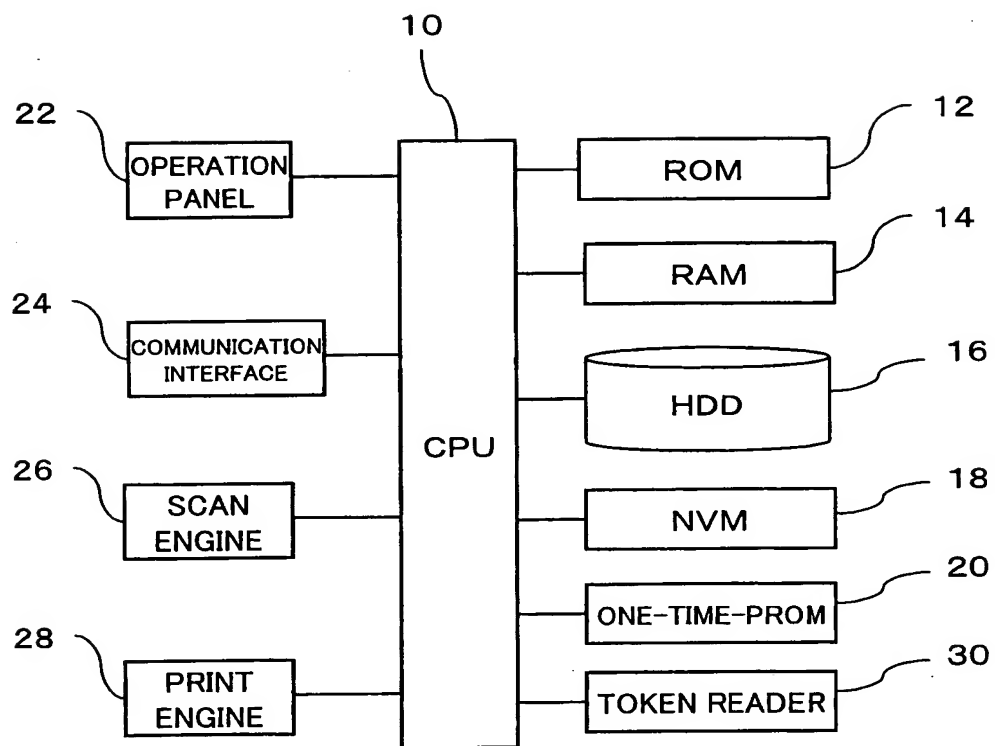 10
22
OPERATION
PANEL
24
COMMUNICATION
INTERFACE
26
SCAN
ENGINE
28
PRINT
ENGINE
CPU
ROM
12
RAM
14
HDD
16
NVM
18
ONE-TIME-PROM
20
TOKEN READER
30